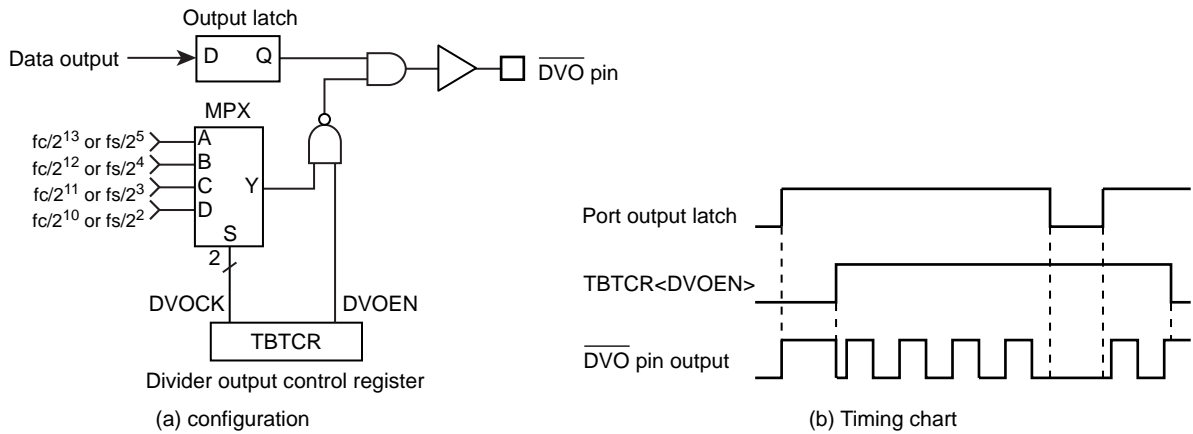 Output latch
Data output
D
Q
DVO pin
MPX
fc/2^13 or fs/2^5
A
fc/2^12 or fs/2^4
B
fc/2^11 or fs/2^3
C
Y
fc/2^10 or fs/2^2
D
S
2
DVOCK
DVOEN
TBTCR
Divider output control register
(a) configuration
Port output latch
TBTCR<DVOEN>
DVO pin output
(b) Timing chart